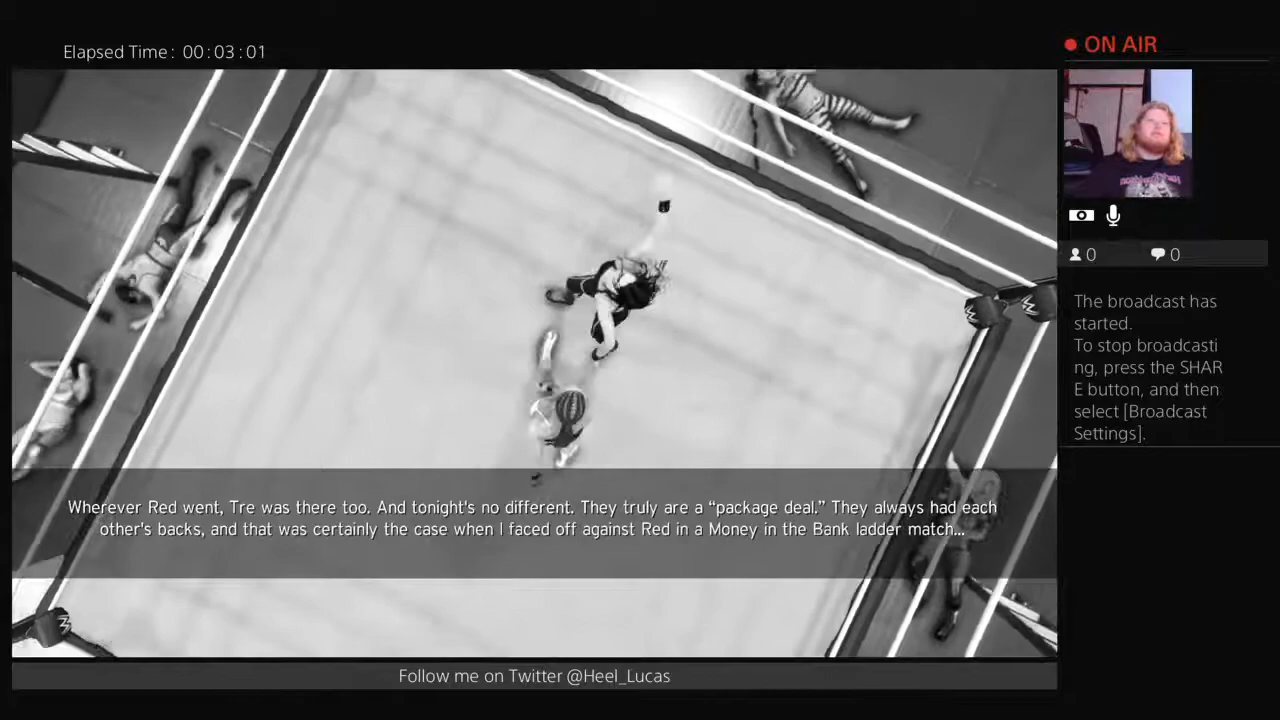 Elapsed Time: 00:03:01
ON AIR
0
0
The broadcast has
started.
To stop broadcasti
ng, press the SHAR
E button, and then
select [Broadcast
Settings].
Wherever Red went, Tre was there too. And tonight's no different. They truly are a “package deal.” They always had each
other's backs, and that was certainly the case when I faced off against Red in a Money in the Bank ladder match...
Follow me on Twitter @Heel_Lucas